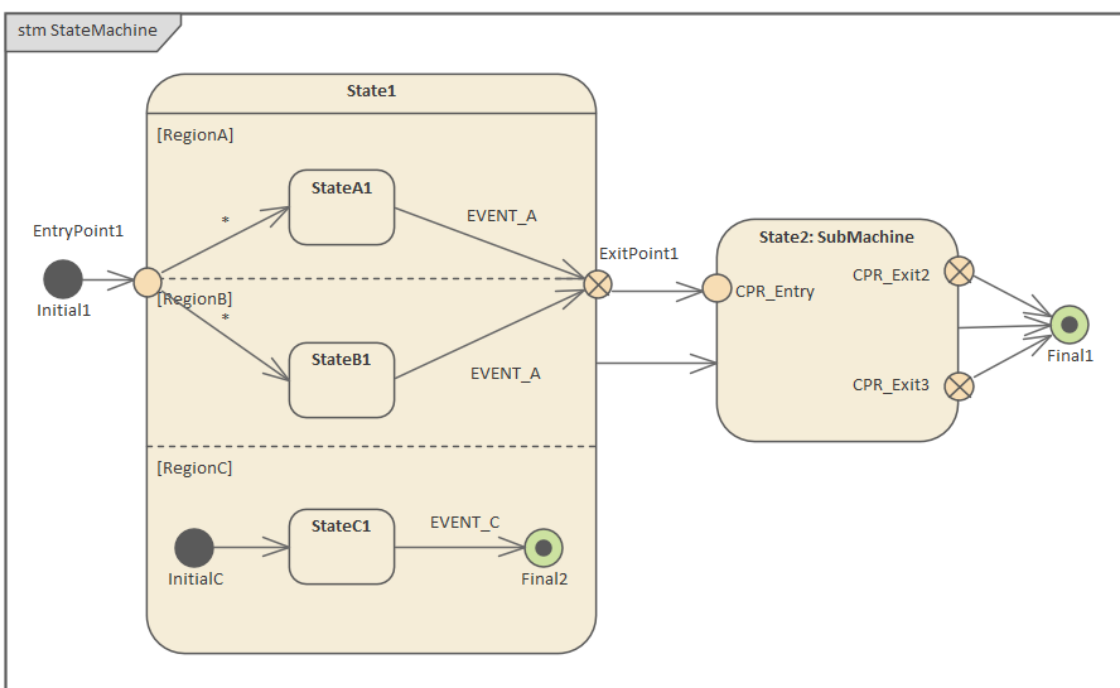 stm StateMachine
State1
[RegionA]
StateA1
*
EVENT_A
EntryPoint1
ExitPoint1
State2: SubMachine
CPR_Exit2
CPR_Entry
Initial1
[RegionB]
*
StateB1
EVENT_A
Final1
CPR_Exit3
[RegionC]
StateC1
EVENT_C
InitialC
Final2